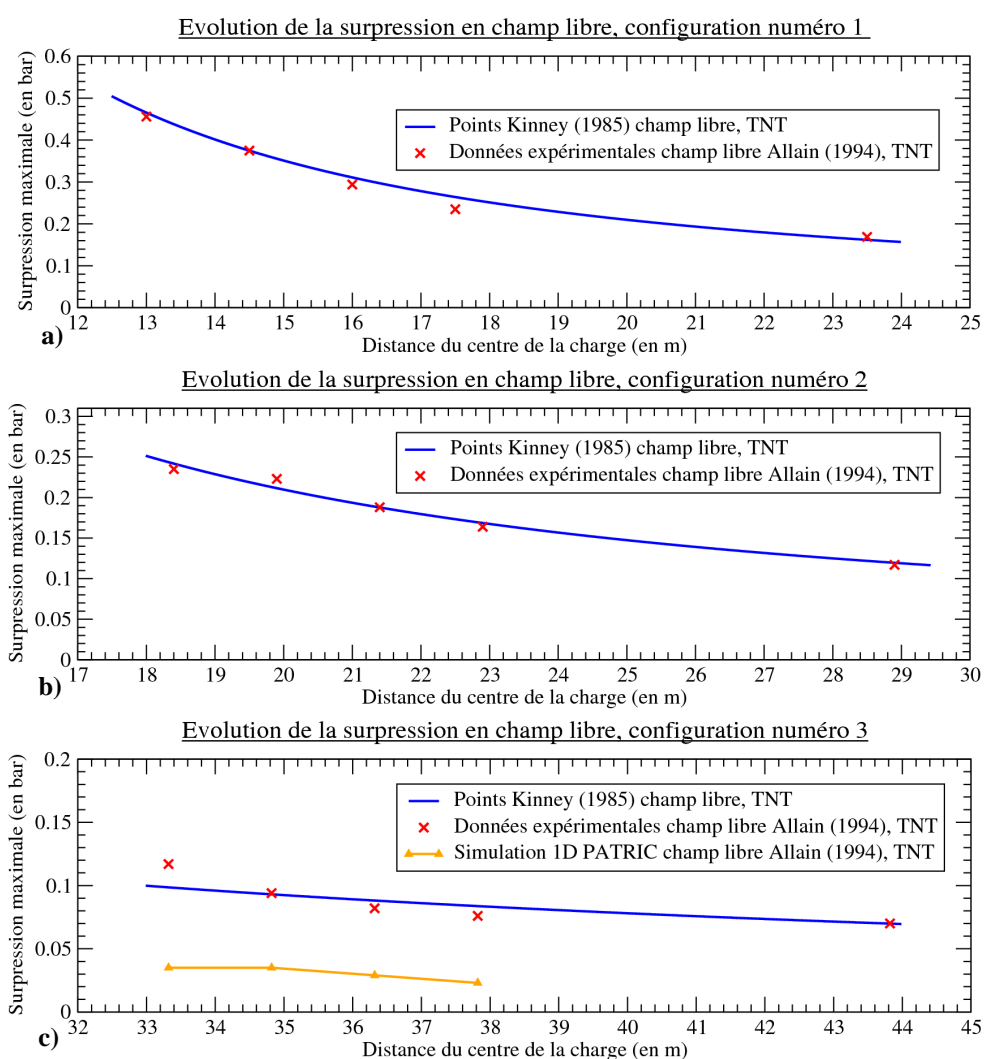 Evolution de la surpression en champ libre, configuration numéro 1
Surpression maximale (en bar)
0.6
0.5
0.4
0.3
0.2
0.1
0
Points Kinney (1985) champ libre, TNT
Données expérimentales champ libre Allain (1994), TNT
12 13 14 15 16 17 18 19 20 21 22 23 24 25
a)
Distance du centre de la charge (en m)
Evolution de la surpression en champ libre, configuration numéro 2
Surpression maximale (en bar)
0.3
0.25
0.2
0.15
0.1
0.05
0
Points Kinney (1985) champ libre, TNT
Données expérimentales champ libre Allain (1994), TNT
17 18 19 20 21 22 23 24 25 26 27 28 29 30
b)
Distance du centre de la charge (en m)
Evolution de la surpression en champ libre, configuration numéro 3
Surpression maximale (en bar)
0.2
0.15
0.1
0.05
0
Points Kinney (1985) champ libre, TNT
Données expérimentales champ libre Allain (1994), TNT
Simulation 1D PATRIC champ libre Allain (1994), TNT
32 33 34 35 36 37 38 39 40 41 42 43 44 45
c)
Distance du centre de la charge (en m)